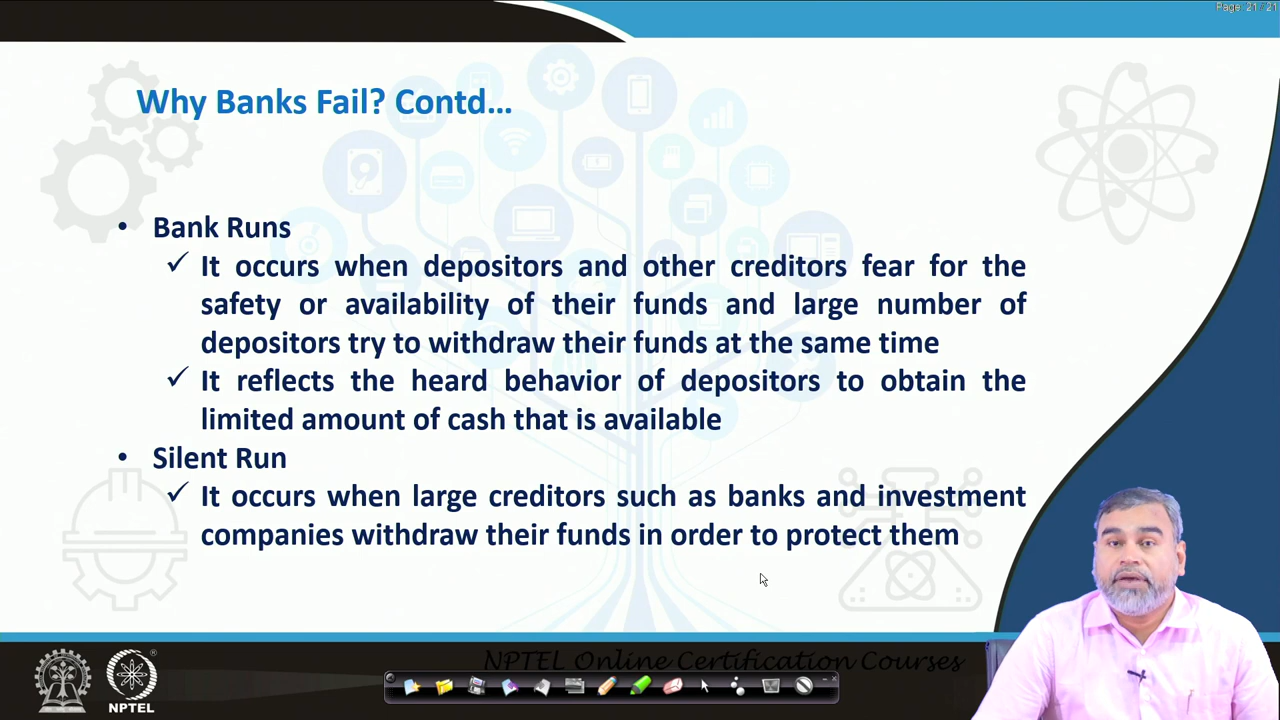 Page: 21 / 21
Why Banks Fail? Contd...
• Bank Runs
✓ It occurs when depositors and other creditors fear for the
safety or availability of their funds and large number of
depositors try to withdraw their funds at the same time
✓ It reflects the heard behavior of depositors to obtain the
limited amount of cash that is available
• Silent Run
✓ It occurs when large creditors such as banks and investment
companies withdraw their funds in order to protect them
NPTEL Online Certification Courses
NPTEL